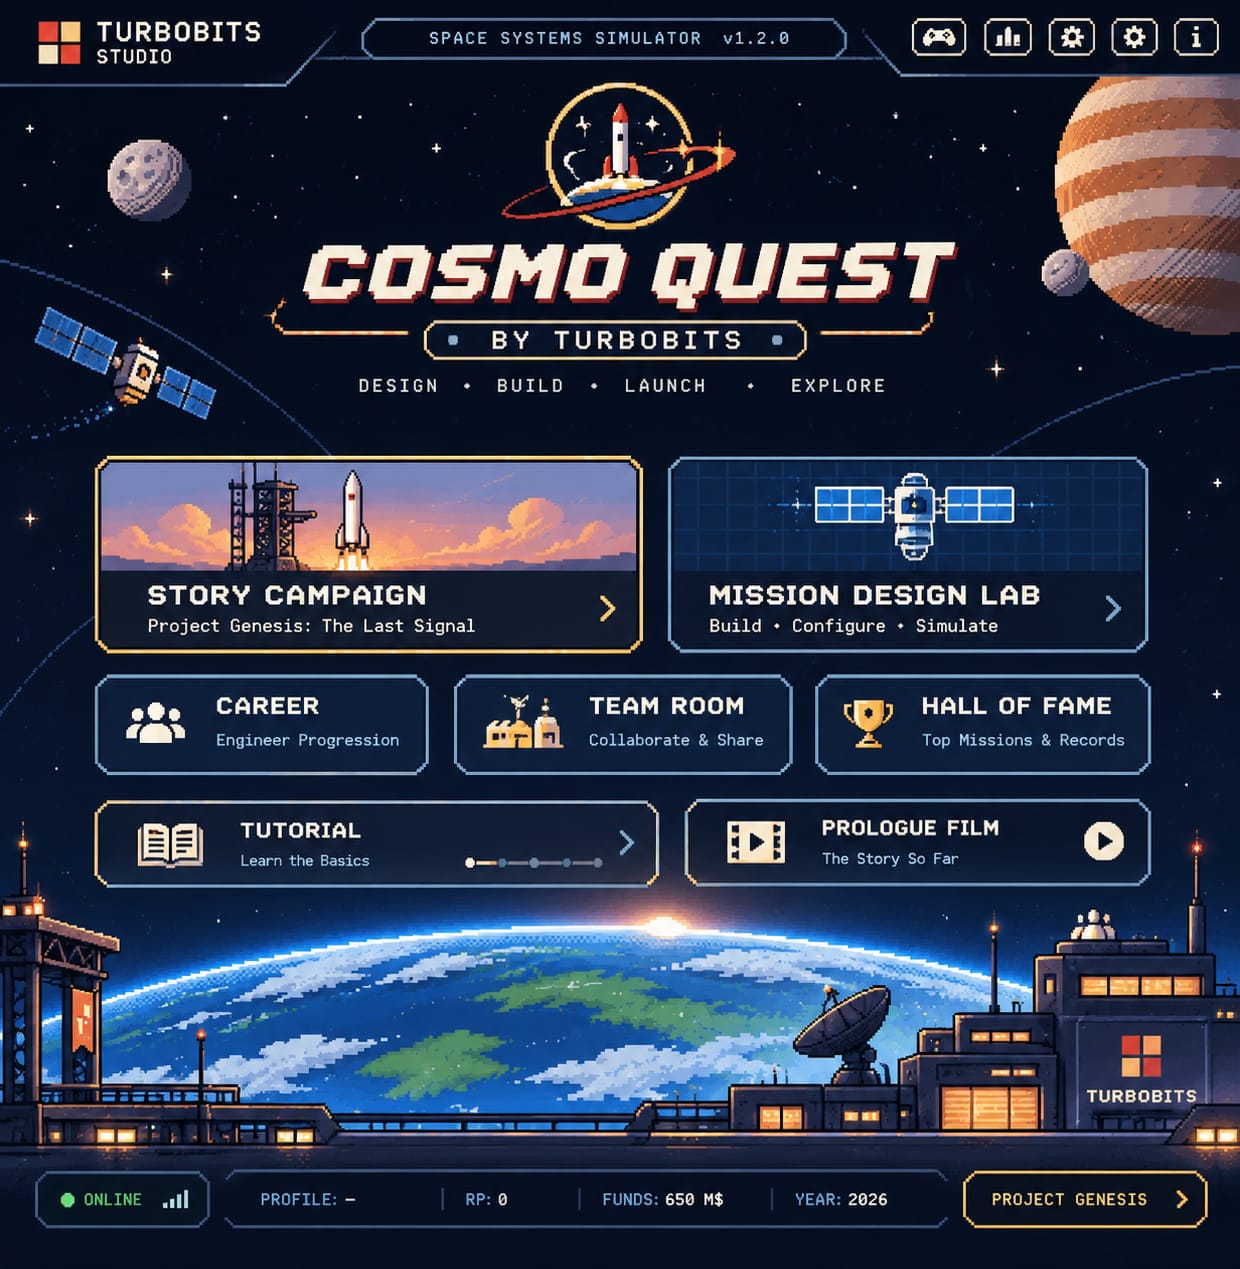 TURBOBITS
STUDIO
SPACE SYSTEMS SIMULATOR v1.2.0
COSMO QUEST
• BY TURBOBITS •
DESIGN • BUILD • LAUNCH • EXPLORE
STORY CAMPAIGN
Project Genesis: The Last Signal
MISSION DESIGN LAB
Build • Configure • Simulate
CAREER
Engineer Progression
TEAM ROOM
Collaborate & Share
HALL OF FAME
Top Missions & Records
TUTORIAL
Learn the Basics
PROLOGUE FILM
The Story So Far
TURBOBITS
ONLINE
PROFILE: –
RP: 0
FUNDS: 650 M$
YEAR: 2026
PROJECT GENESIS